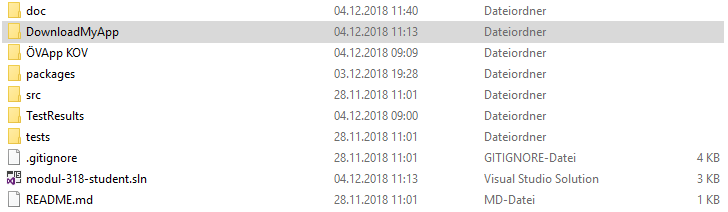 doc 04.12.2018 11:40 Dateiordner
DownloadMyApp 04.12.2018 11:13 Dateiordner
ÖVApp KOV 04.12.2018 09:09 Dateiordner
packages 03.12.2018 19:28 Dateiordner
src 28.11.2018 11:01 Dateiordner
TestResults 04.12.2018 09:00 Dateiordner
tests 28.11.2018 11:01 Dateiordner
.gitignore 28.11.2018 11:01 GITIGNORE-Datei 4 KB
modul-318-student.sln 04.12.2018 11:13 Visual Studio Solution 3 KB
README.md 28.11.2018 11:01 MD-Datei 1 KB